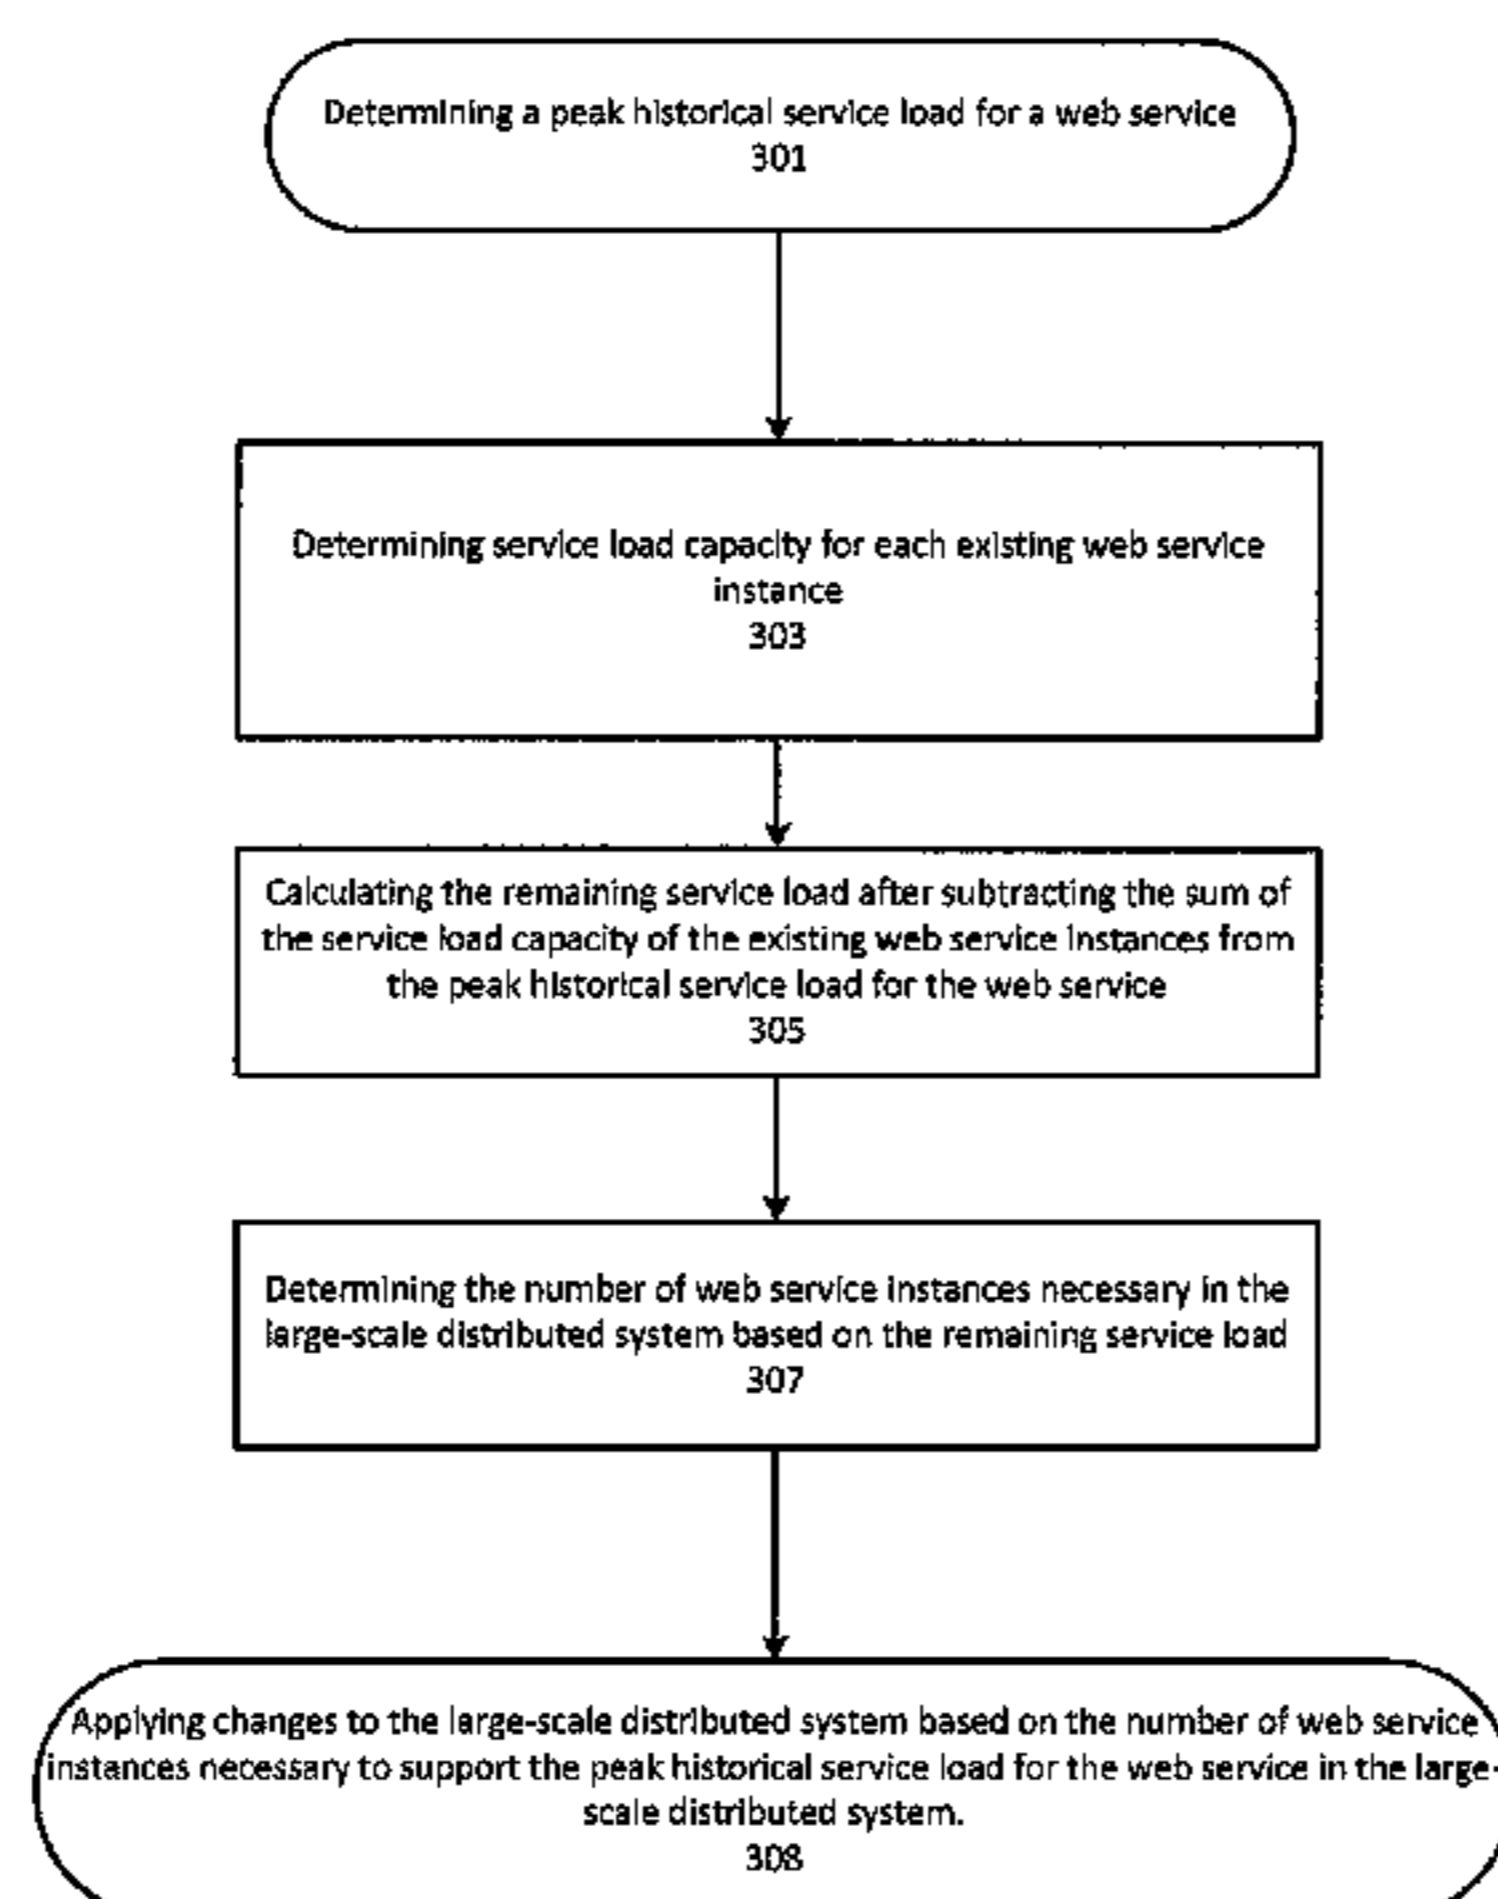 Determining a peak historical service load for a web service
301
Determining service load capacity for each existing web service
instance
303
Calculating the remaining service load after subtracting the sum of
the service load capacity of the existing web service instances from
the peak historical service load for the web service
305
Determining the number of web service instances necessary in the
large-scale distributed system based on the remaining service load
307
Applying changes to the large-scale distributed system based on the number of web service
instances necessary to support the peak historical service load for the web service in the large-
scale distributed system.
308